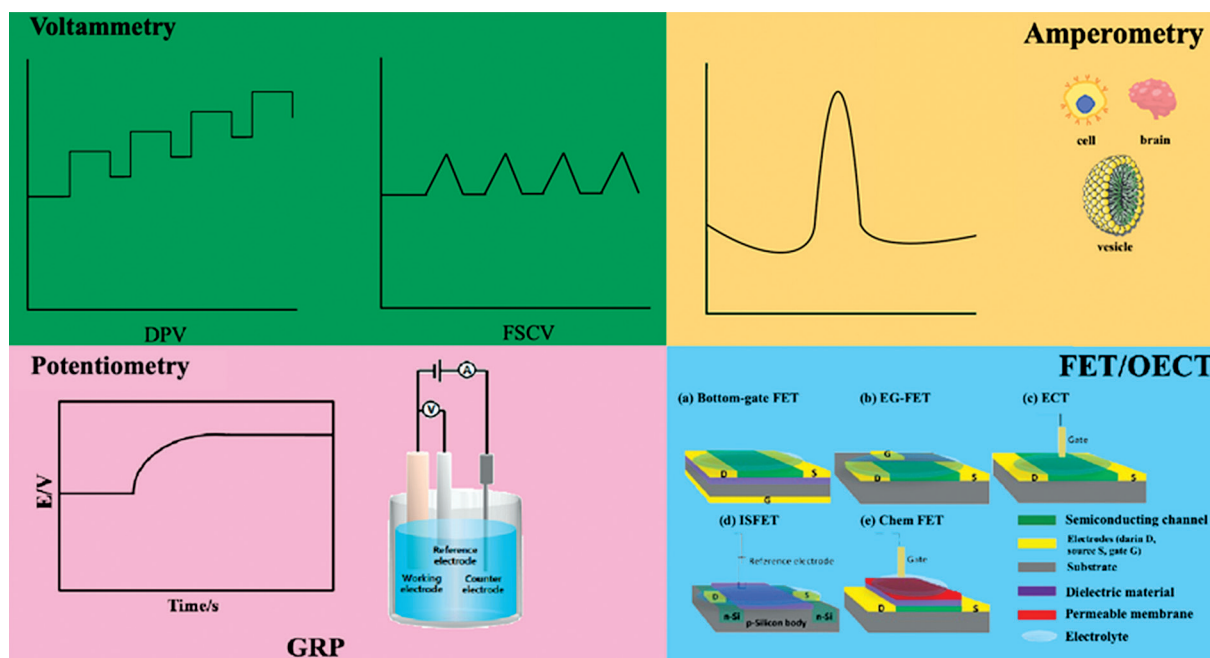 Voltammetry
DPV
FSCV
Amperometry
cell
brain
vesicle
Potentiometry
E/V
Time/s
A
V
Reference
electrode
Working
electrode
Counter
electrode
GRP
FET/OECT
(a) Bottom-gate FET
D
S
G
(b) EG-FET
G
D
S
(c) ECT
Gate
D
S
(d) ISFET
Reference electrode
D
S
n-Si
p-Silicon body
n-Si
(e) Chem FET
Gate
D
S
Semiconducting channel
Electrodes (daria D,
source S, gate G)
Substrate
Dielectric material
Permeable membrane
Electrolyte